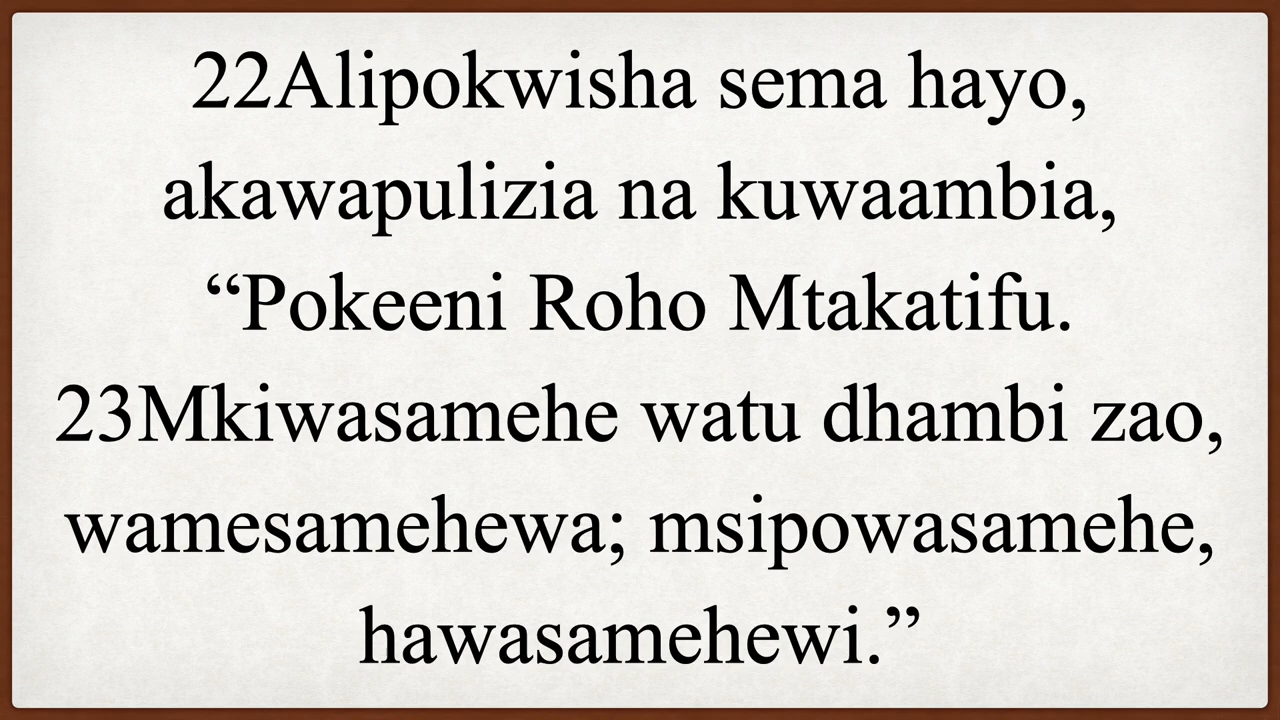 22Alipokwisha sema hayo,
akawapulizia na kuwaambia,
“Pokeeni Roho Mtakatifu.
23Mkiwasamehe watu dhambi zao,
wamesamehewa; msipowasamehe,
hawasamehewi.”